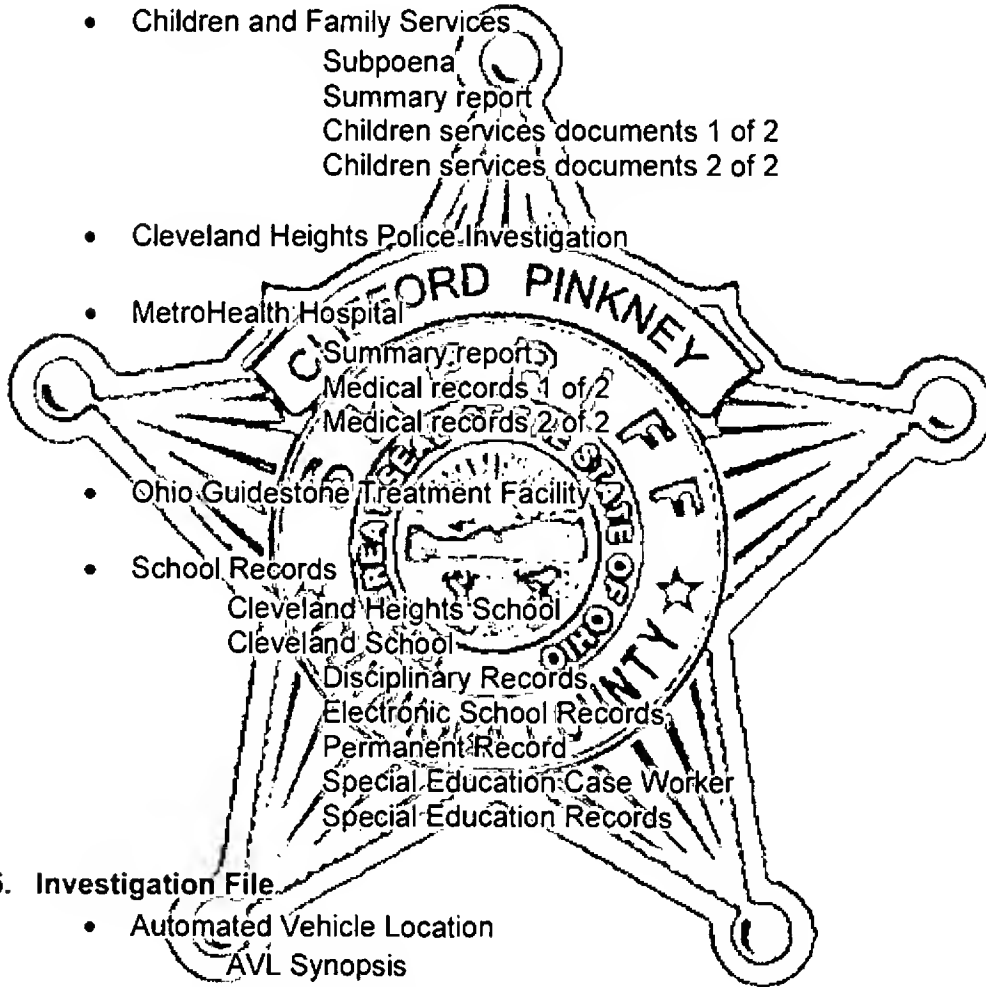 • Children and Family Services
Subpoena
Summary report
Children services documents 1 of 2
Children services documents 2 of 2
• Cleveland Heights Police Investigation
• MetroHealth Hospital
Summary report
Medical records 1 of 2
Medical records 2 of 2
• Ohio Guidestone Treatment Facility
• School Records
Cleveland Heights School
Cleveland School
Disciplinary Records
Electronic School Records
Permanent Record
Special Education Case Worker
Special Education Records
Investigation File
• Automated Vehicle Location
AVL Synopsis
CLIFFORD PINKNEY
STATE OF OHIO